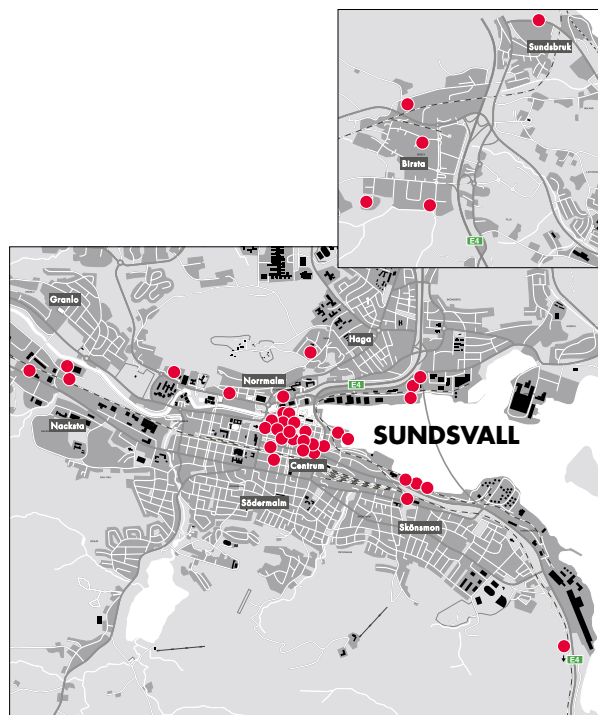 Sundsbruk
Birsta
E4
Granlo
Haga
H
Norrmalm
E4
Nacksta
SUNDSVALL
Centrum
Södermalm
Skönsmon
E4